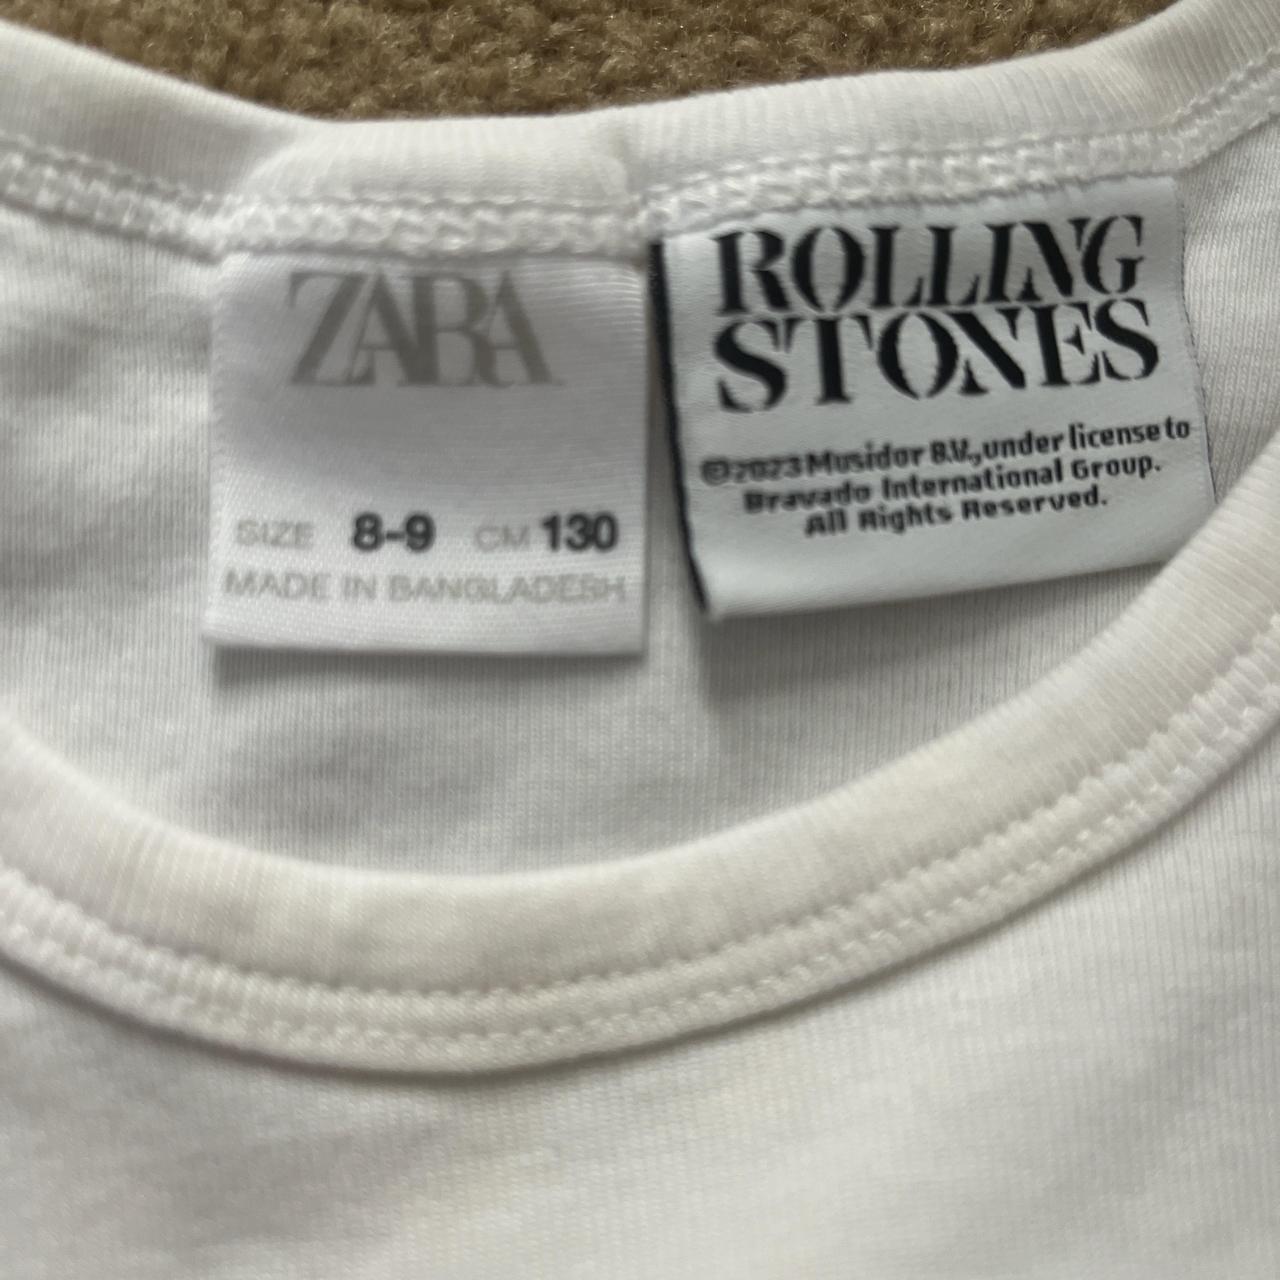 ZARA
SIZE 8-9 CM 130
MADE IN BANGLADESH
ROLLING
STONES
©2023 Musidor B.V., under license to
Bravado International Group.
All Rights Reserved.